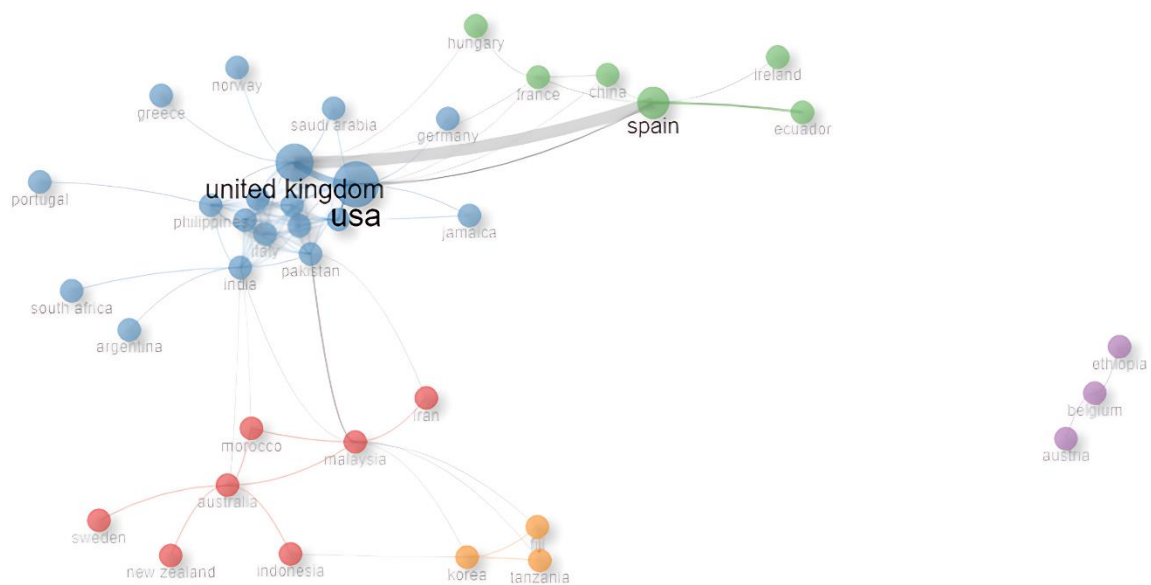 hungary
ireland
norway
france
china
greece
saudi arabia
germany
spain
ecuador
united kingdom
portugal
usa
philippines
jamaica
italy
pakistan
india
south africa
argentina
ethiopia
belgium
iran
morocco
malaysia
austria
australia
sweden
fiji
new zealand
indonesia
korea
tanzania